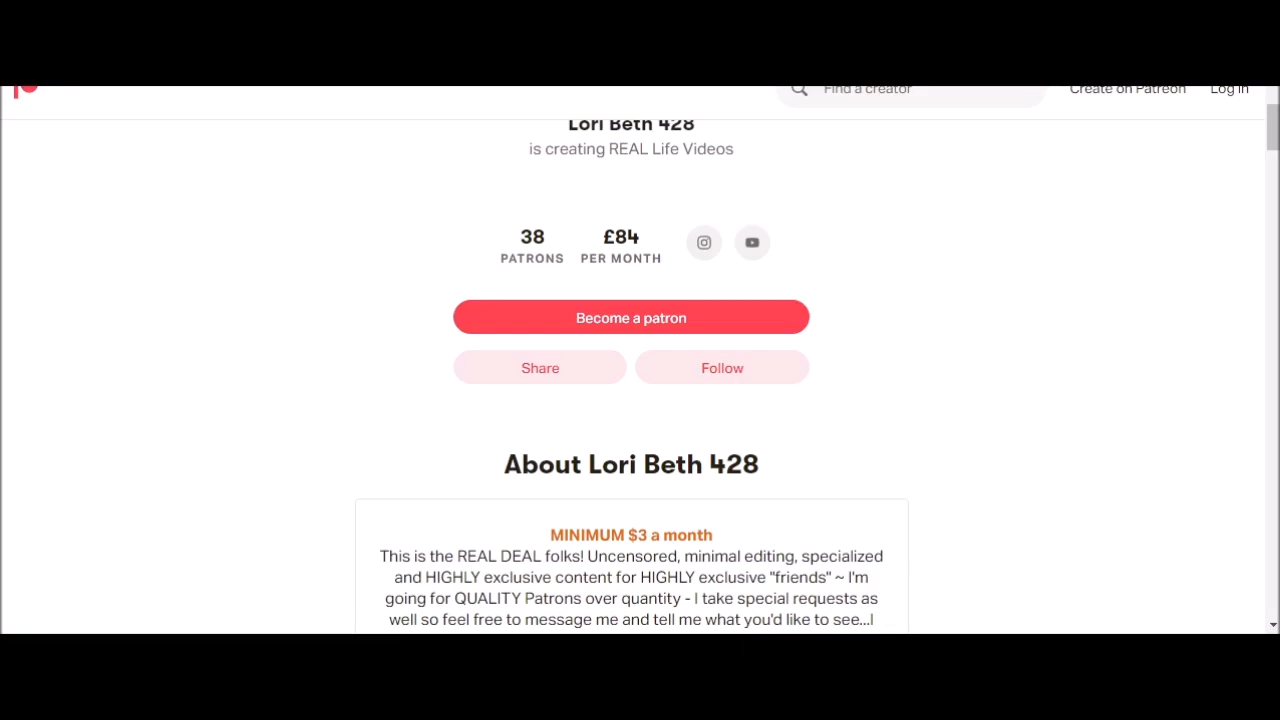 Find a creator
Create on Patreon
Log in
Lori Beth 428
is creating REAL Life Videos
38
PATRONS
£84
PER MONTH
Become a patron
Share
Follow
About Lori Beth 428
MINIMUM $3 a month
This is the REAL DEAL folks! Uncensored, minimal editing, specialized
and HIGHLY exclusive content for HIGHLY exclusive "friends" ~ I'm
going for QUALITY Patrons over quantity - I take special requests as
well so feel free to message me and tell me what you'd like to see...I